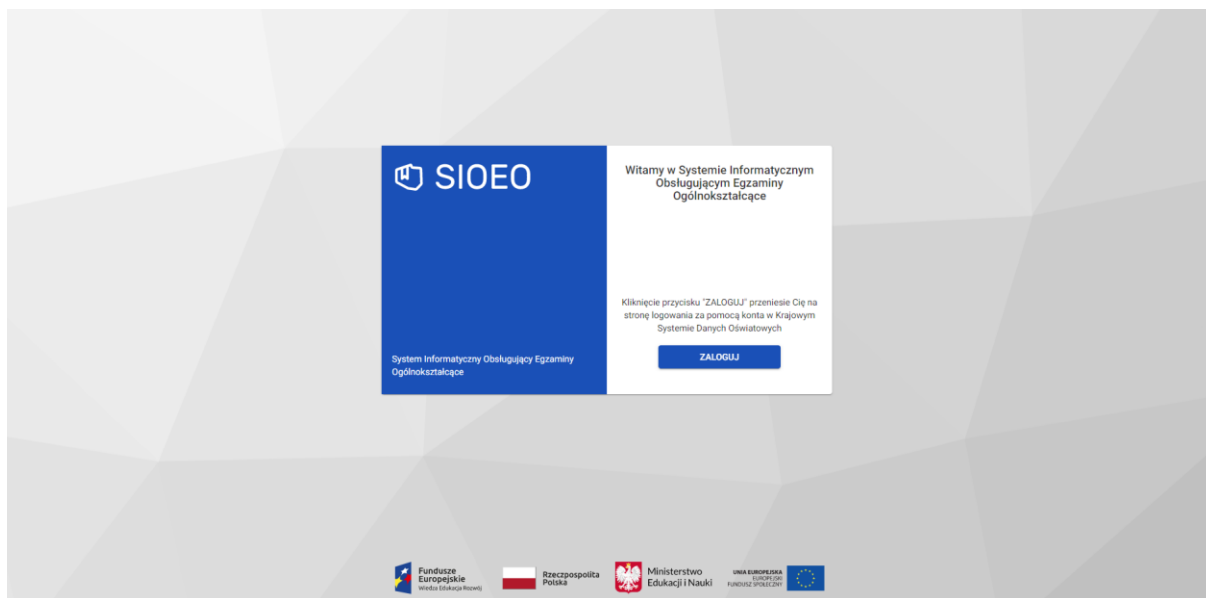 SIOEO
System Informatyczny Obsługujący Egzaminy
Ogólnokształcące
Witamy w Systemie Informatycznym
Obsługującym Egzaminy
Ogólnokształcące
Kliknięcie przycisku "ZALOGUJ" przeniesie Cię na
stronę logowania za pomocą konta w Krajowym
Systemie Danych Oświatowych
ZALOGUJ
Fundusze
Europejskie
Wiedza Edukacja Rozwój
Rzeczpospolita
Polska
Ministerstwo
Edukacji i Nauki
UNIA EUROPEJSKA
EUROPEJSKI
FUNDUSZ SPOŁECZNY